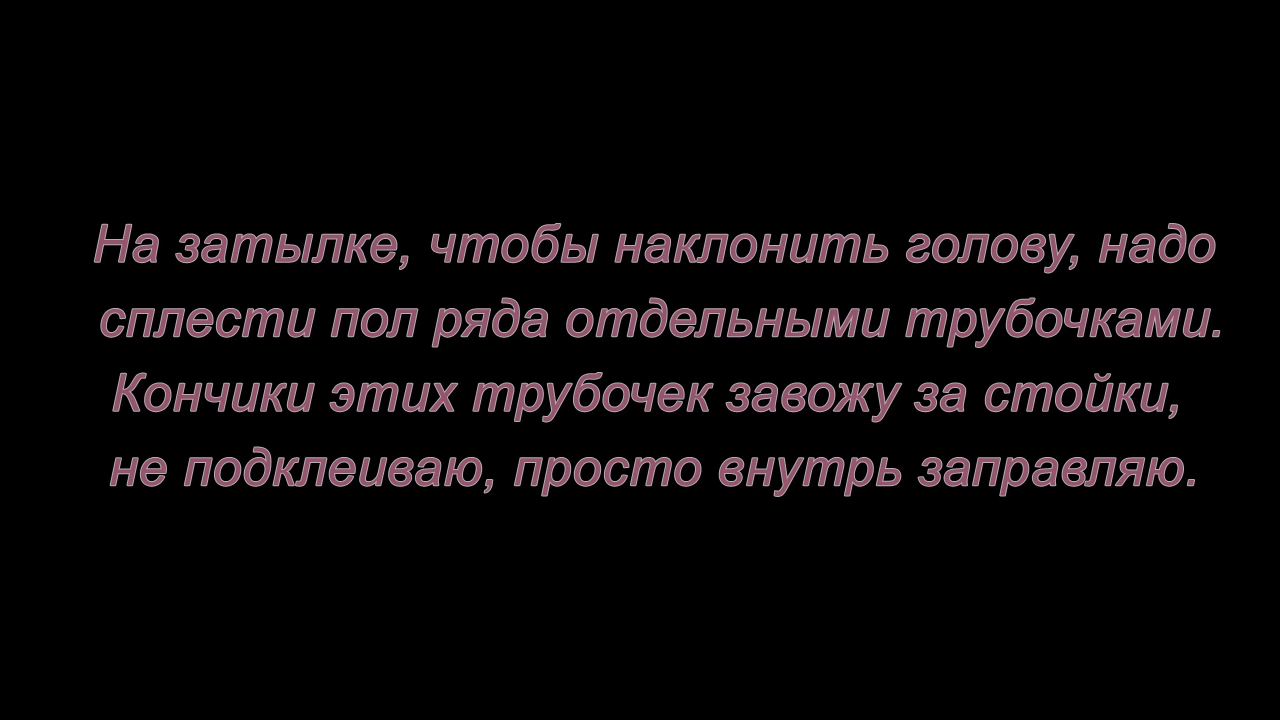 На затылке, чтобы наклонить голову, надо
сплести пол ряда отдельными трубочками.
Кончики этих трубочек завожу за стойки,
не подклеиваю, просто внутрь заправляю.